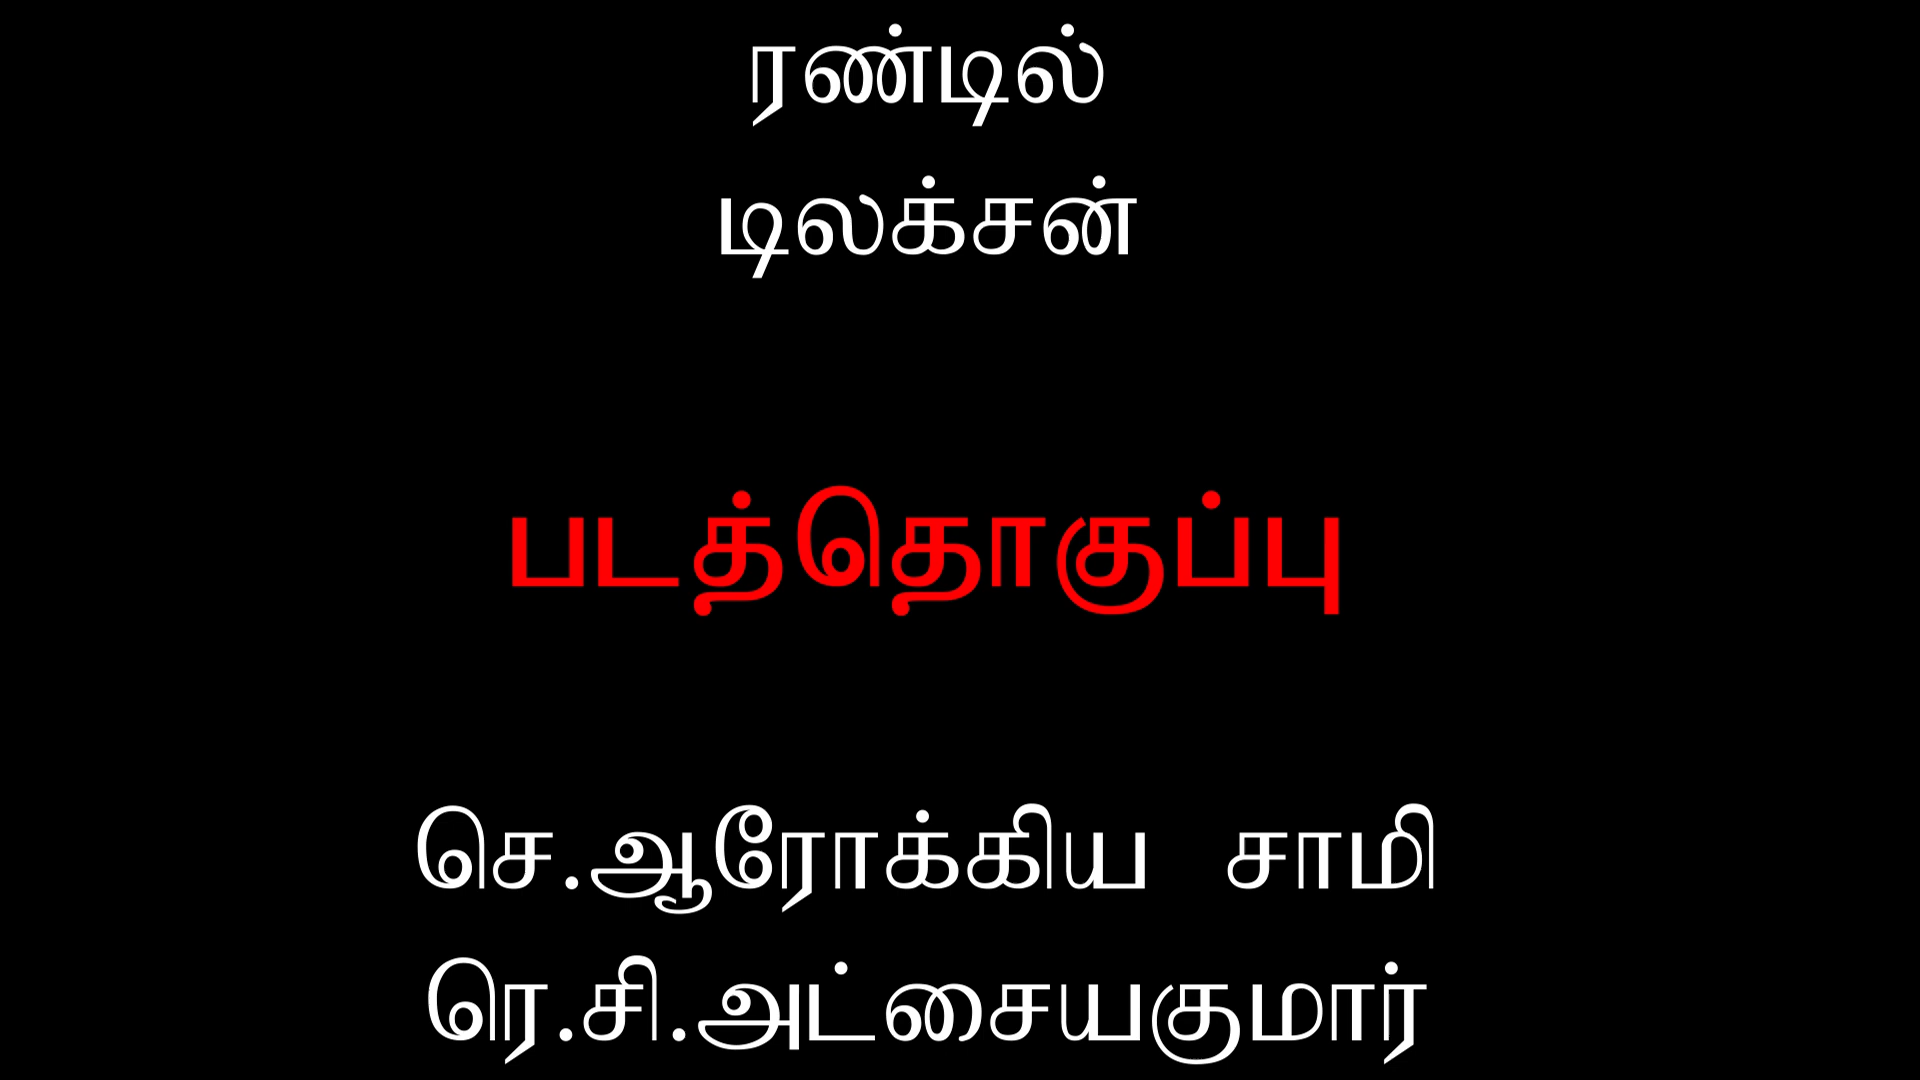 ரண்டில்
டிலக்சன்
படத்தொகுப்பு
செ.ஆரோக்கிய சாமி
ரெ.சி.அட்சையகுமார்